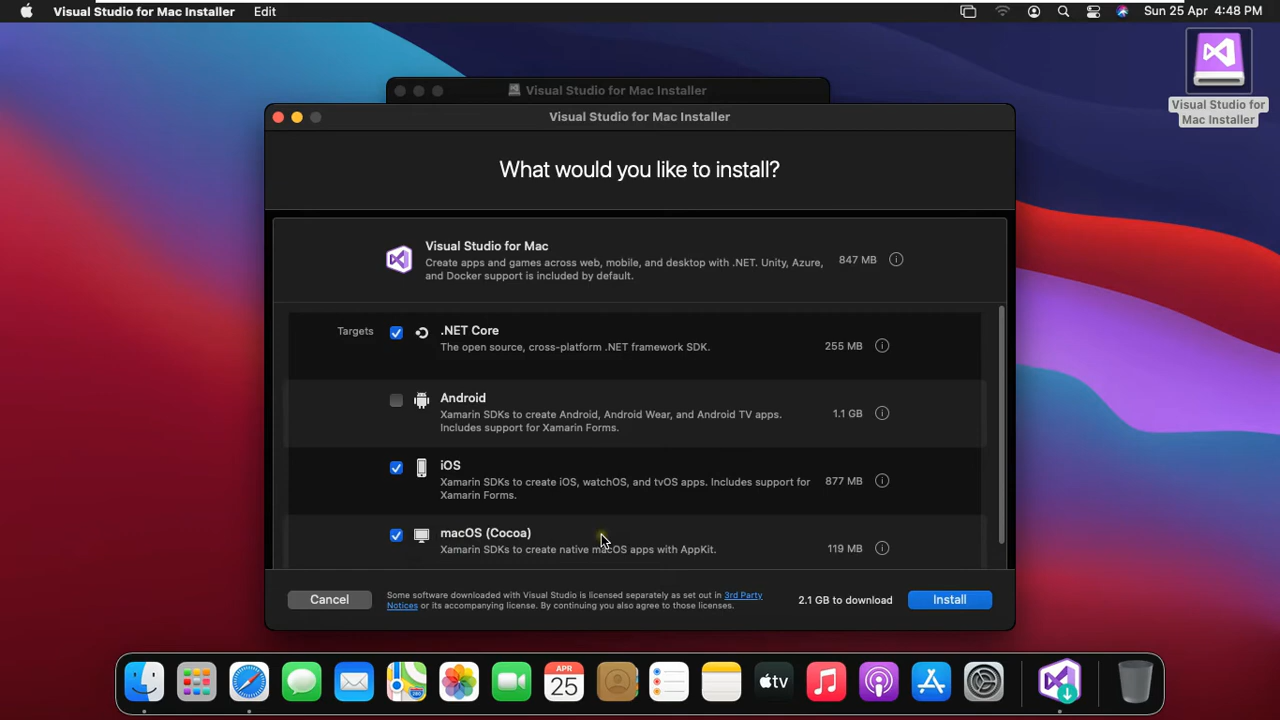 Visual Studio for Mac Installer Edit Sun 25 Apr 4:48 PM
Visual Studio for
Mac Installer
Visual Studio for Mac Installer
Visual Studio for Mac Installer
What would you like to install?
Visual Studio for Mac
Create apps and games across web, mobile, and desktop with .NET. Unity, Azure,
and Docker support is included by default.
847 MB
Targets
.NET Core
The open source, cross-platform .NET framework SDK.
255 MB
Android
Xamarin SDKs to create Android, Android Wear, and Android TV apps.
Includes support for Xamarin Forms.
1.1 GB
iOS
Xamarin SDKs to create iOS, watchOS, and tvOS apps. Includes support for
Xamarin Forms.
877 MB
macOS (Cocoa)
Xamarin SDKs to create native macOS apps with AppKit.
119 MB
Cancel
Some software downloaded with Visual Studio is licensed separately as set out in 3rd Party
Notices or its accompanying license. By continuing you also agree to those licenses.
2.1 GB to download
Install
APR
25
tv